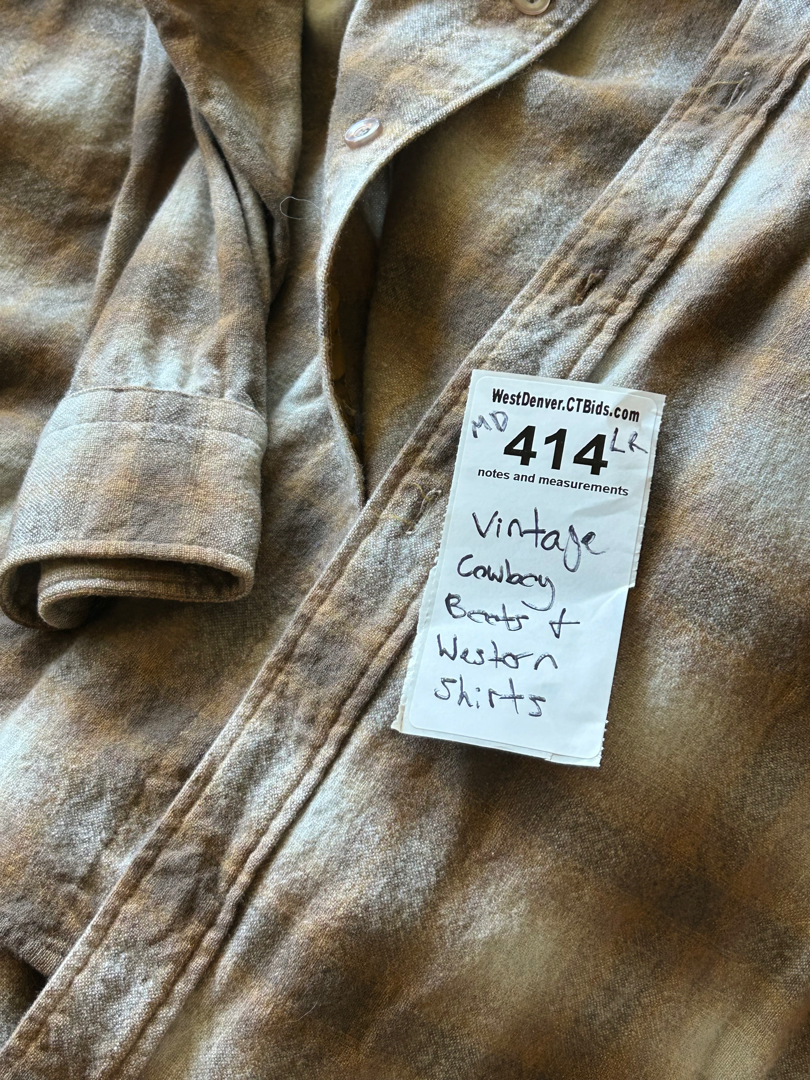 WestDenver.CTBids.com
MD 414 LR
notes and measurements
Vintage
Cowboy
Boots +
Western
Shirts